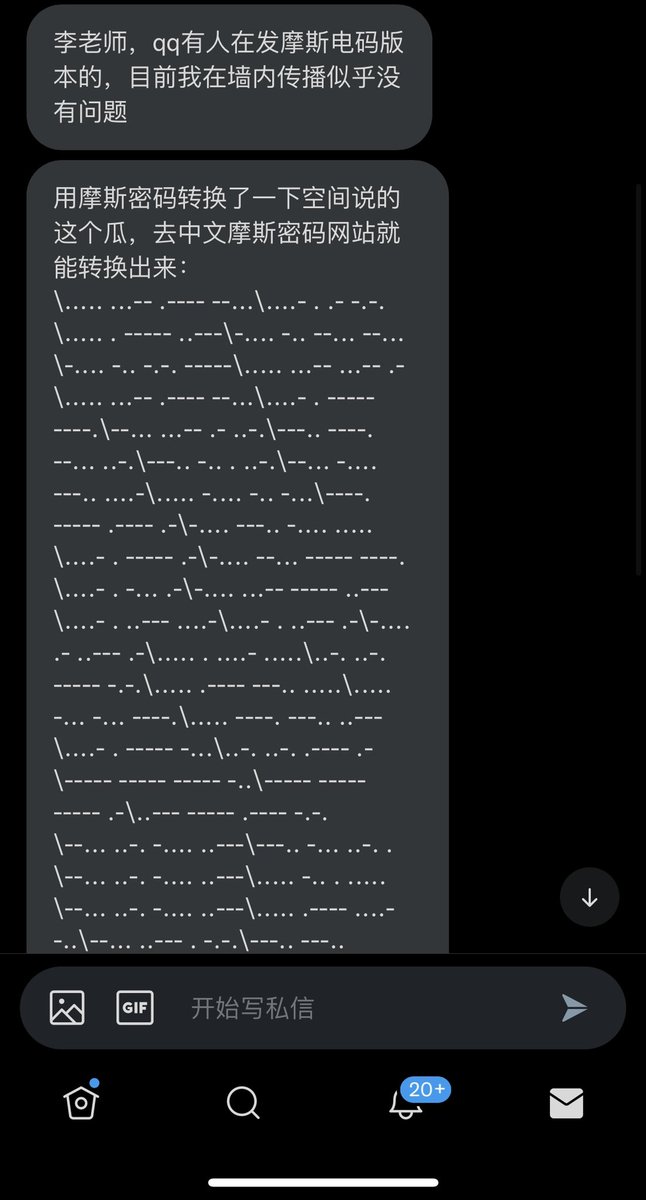 李老师，qq有人在发摩斯电码版
本的，目前我在墙内传播似乎没
有问题
用摩斯密码转换了一下空间说的
这个瓜，去中文摩斯密码网站就
能转换出来：
\..... ...-- .---- --...\....- . .- -.-.
\..... . ----- ..---\-.... -.. --... --...
\-.... -.. -.-. -----\..... ...-- ...-- .-
\..... ...-- .---- --...\....- . -----
----.\--... ...-- .- ..-.\---.. ----.
--... ..-.\---.. -.. . ..-.\--... -....
---.. ....-\..... -.... -.. -...\----.
----- .---- .-\-.... ---.. -.... .....
\....- . ----- .-\-.... --... ----- ----.
\....- . -... .-\-.... ...-- ----- ..---
\....- . ..--- ....-\....- . ..--- .-\-....
.- ..--- .-\..... . ....- .....\..-. ..-.
----- -.-.\..... .---- ---.. .....\.....
-... -... ----.\..... ----. ---.. ..---
\....- . ----- -...\..-. ..-. .---- .-
\----- ----- ----- -..\----- -----
----- .-\..--- ----- .---- -.-.
\--... ..-. -.... ..---\---.. -... ..-. .
\--... ..-. -.... ..---\..... -.. . .....
\--... ..-. -.... ..---\..... .---- ....-
-..\--... ..--- . -.-.\---.. ---..
GIF
开始写私信
20+